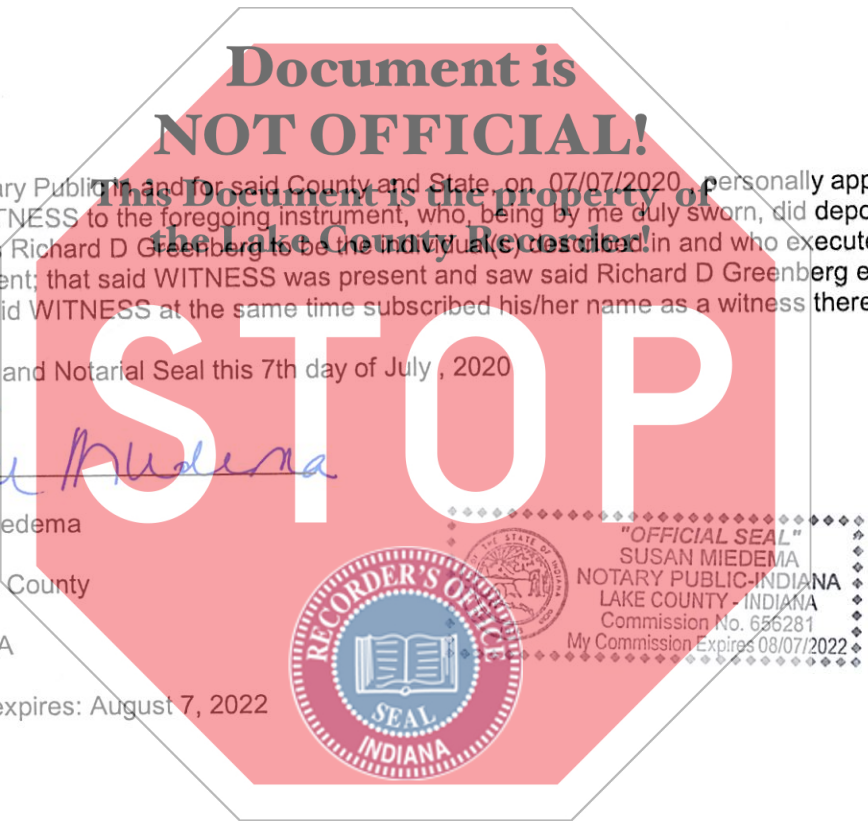 Document is
NOT OFFICIAL!
This Document is the property of
the Lake County Recorder!
ary Public in and for said County and State, on 07/07/2020, personally app
TNESS to the foregoing instrument, who, being by me duly sworn, did depo
Richard D Greenberg to be the individual(s) described in and who execute
ent; that said WITNESS was present and saw said Richard D Greenberg e
id WITNESS at the same time subscribed his/her name as a witness there
and Notarial Seal this 7th day of July , 2020
STOP
Miedema
edema
County
A
expires: August 7, 2022
"OFFICIAL SEAL"
SUSAN MIEDEMA
NOTARY PUBLIC-INDIANA
LAKE COUNTY - INDIANA
Commission No. 656281
My Commission Expires 08/07/2022
THE STATE OF INDIANA
RECORDER'S OFFICE
SEAL
INDIANA